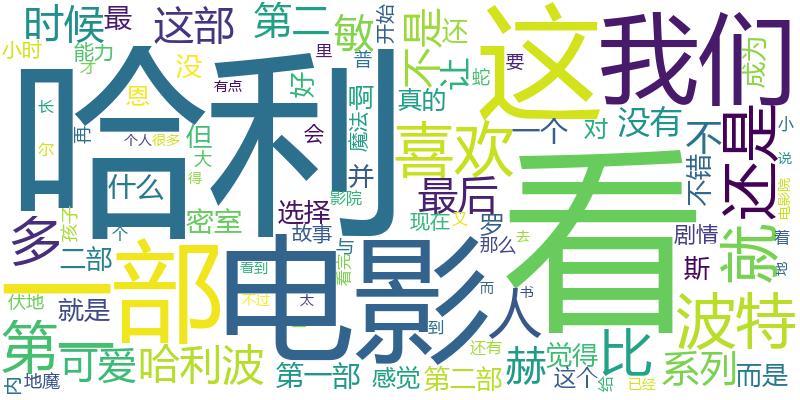 时候
最
这部
第二
敏
开始
不是
还
这
我们
成为
小时
能力
里
普
让
蛇
要
哈利
牙
没
恩
有点
好
长
尔
再
个人
很多
但
大
得
会
魔法
哥
真的
喜欢
一个
对
没有
不
不错
还是
小
说
电影院
什么
并
影院
最后
看
多
孩子
个
密室
选择
故事
与
现在
又
罗
那么
去
剧情
着
就
一部
二部
伏地
就是
看到
不过
太
看完
电影
而
书
人
斯
地
波特
第一
可爱
哈利波
到
还有
赫
觉得
比
系列
内
地魔
第一部
感觉
第二部
这个
给
已经
而是